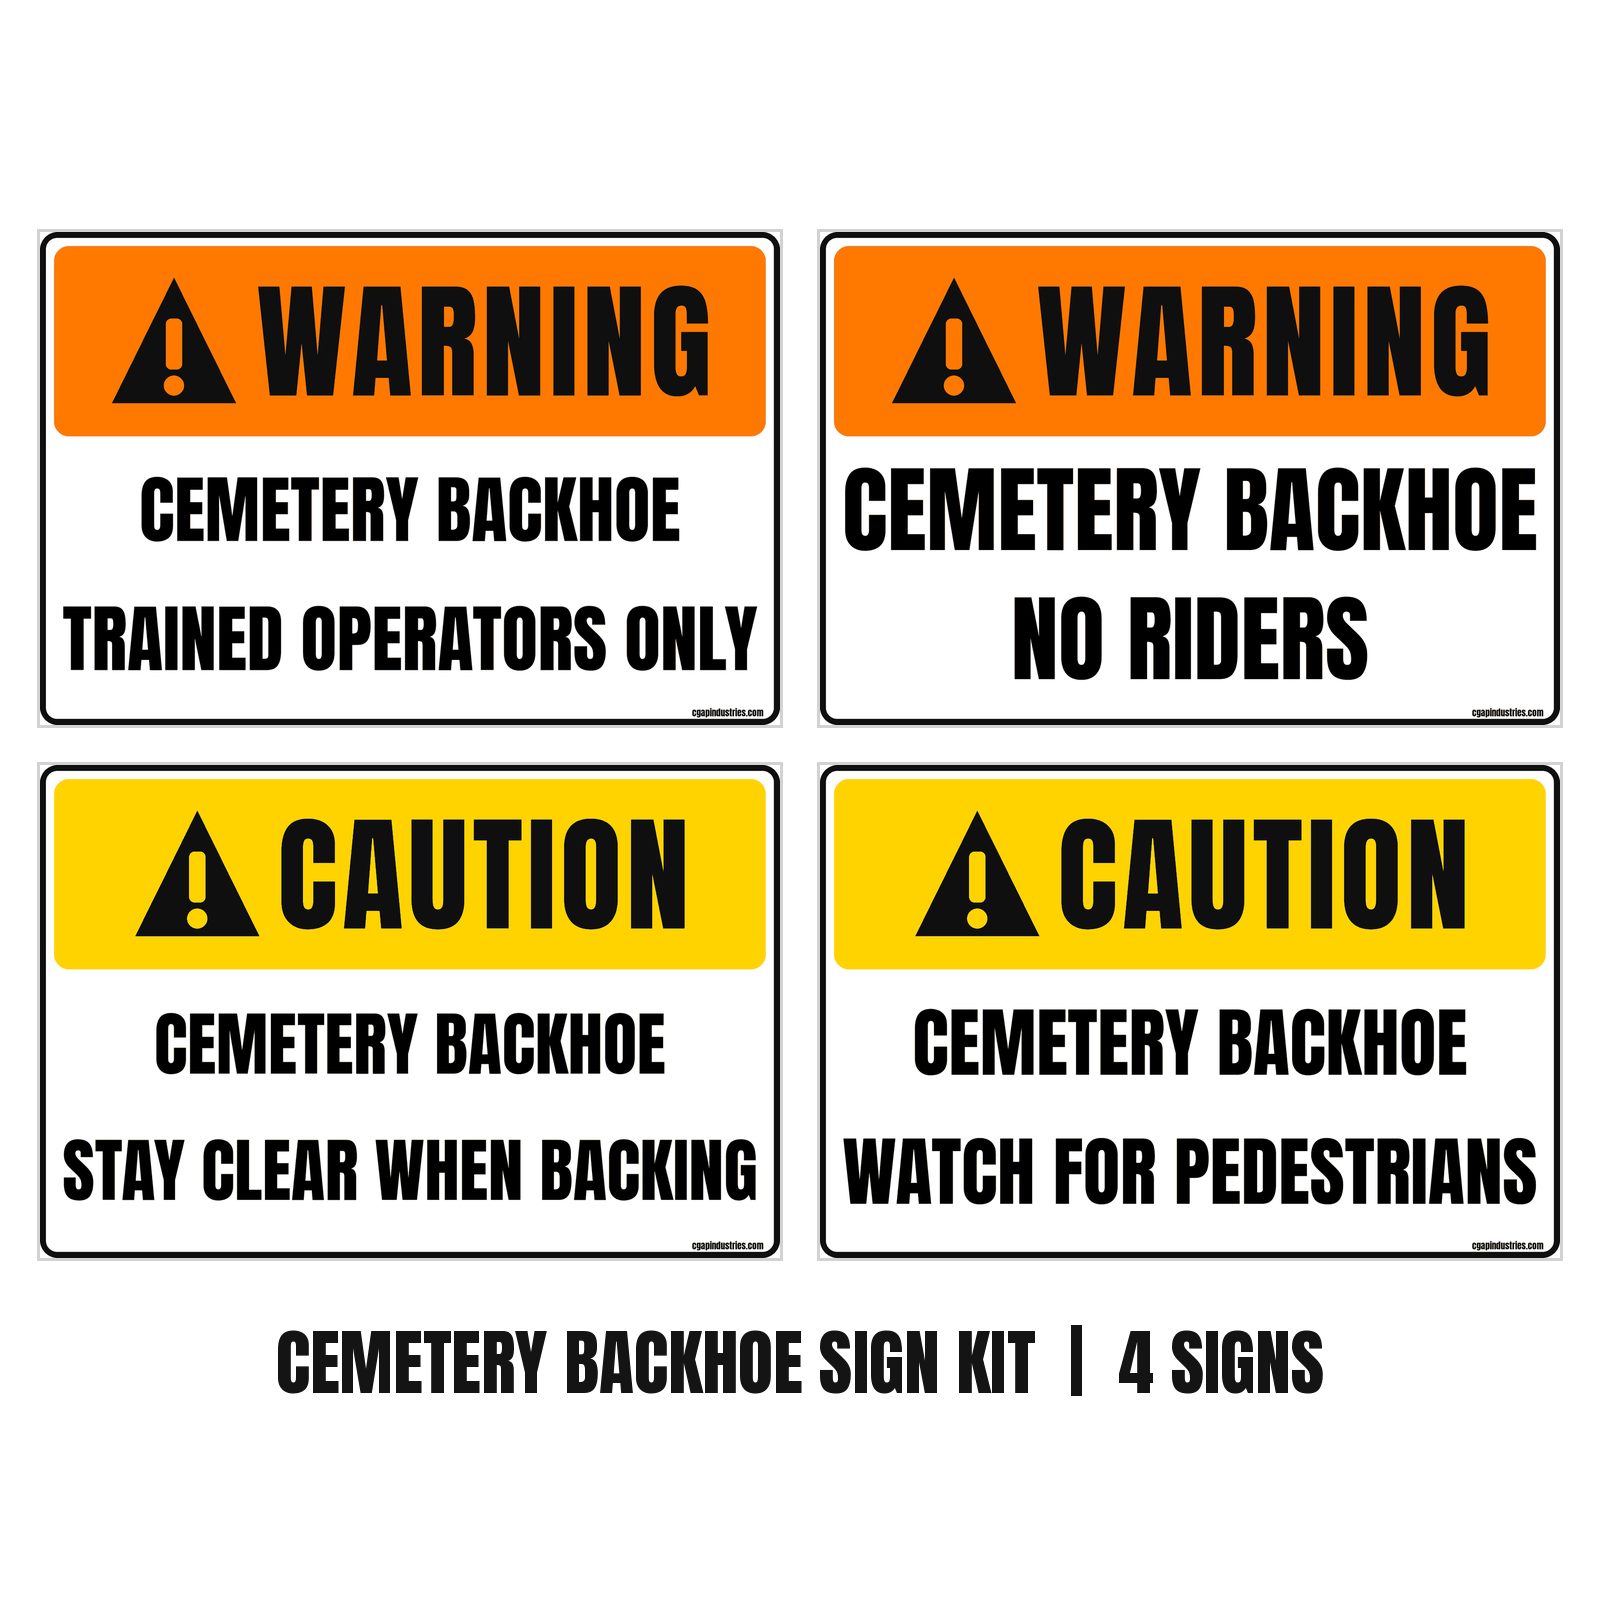 WARNING
CEMETERY BACKHOE
TRAINED OPERATORS ONLY
cgapindustries.com
WARNING
CEMETERY BACKHOE
NO RIDERS
cgapindustries.com
CAUTION
CEMETERY BACKHOE
STAY CLEAR WHEN BACKING
cgapindustries.com
CAUTION
CEMETERY BACKHOE
WATCH FOR PEDESTRIANS
cgapindustries.com
CEMETERY BACKHOE SIGN KIT | 4 SIGNS